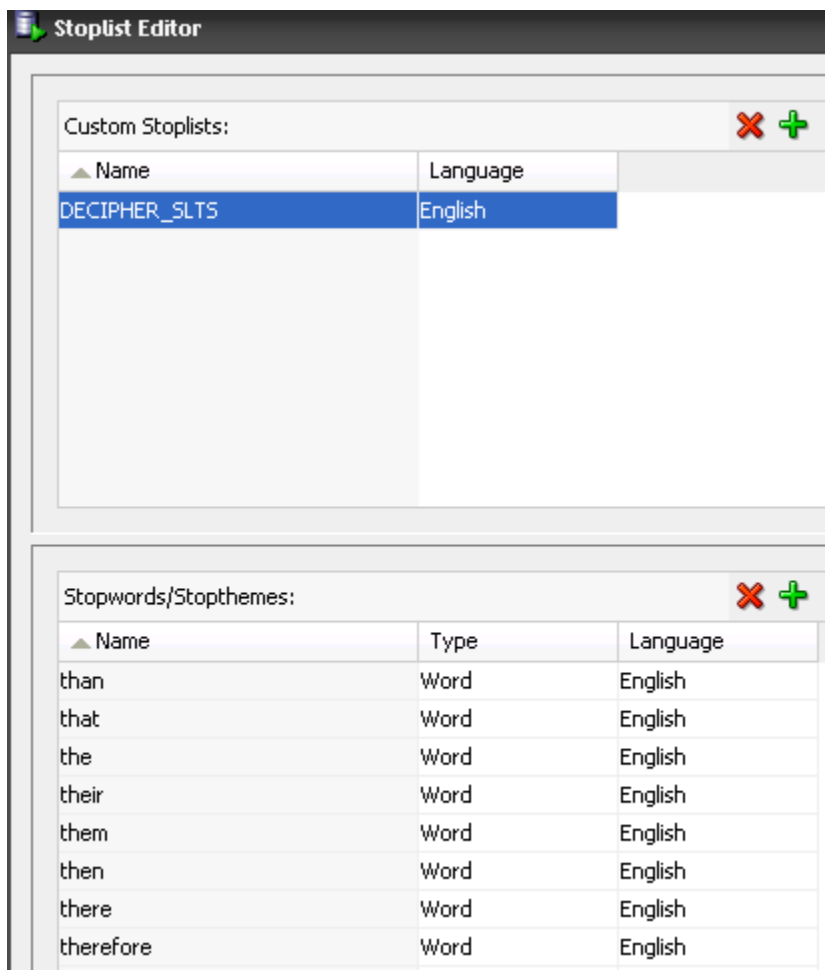 Stoplist Editor
Custom Stoplists:
Name Language
DECIPHER_SLTS English
Stopwords/Stopthemes:
Name Type Language
than Word English
that Word English
the Word English
their Word English
them Word English
then Word English
there Word English
therefore Word English